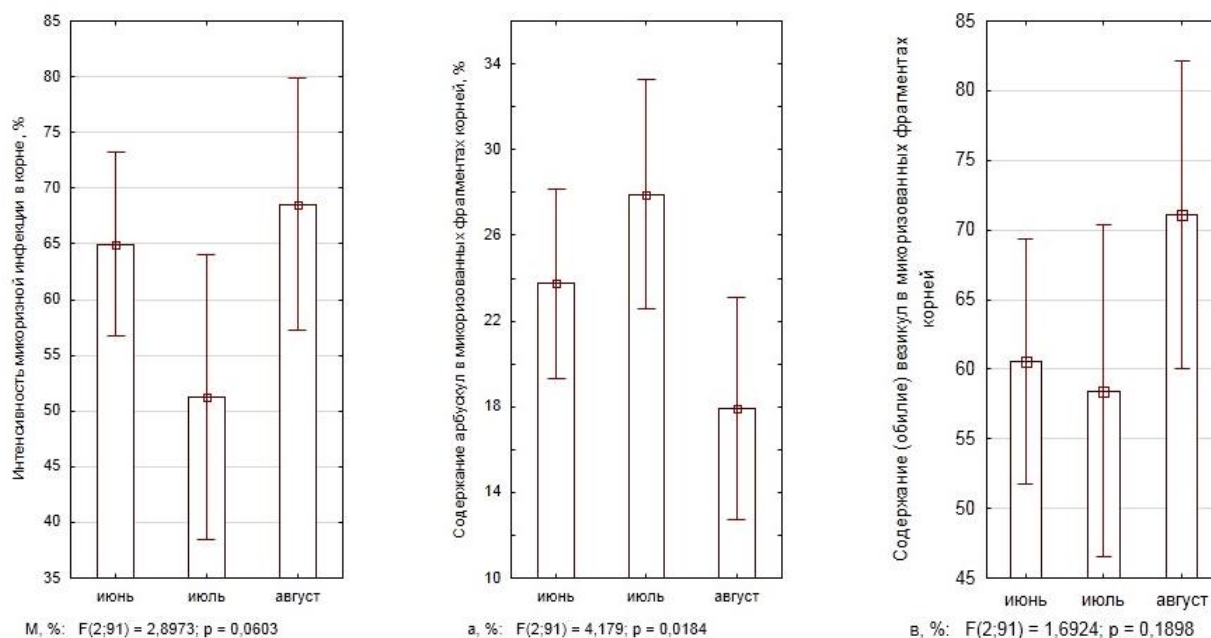 Интенсивность микоризной инфекции в корне, %
85
80
75
70
65
60
55
50
45
40
35
июнь июль август
М, %: F(2;91) = 2,8973; p = 0,0603
Содержание арбускул в микоризованных фрагментах корней, %
34
30
26
22
18
14
10
июнь июль август
а, %: F(2;91) = 4,179; p = 0,0184
Содержание (обилие) везикул в микоризованных фрагментах
корней
85
80
75
70
65
60
55
50
45
июнь июль август
в, %: F(2;91) = 1,6924; p = 0,1898